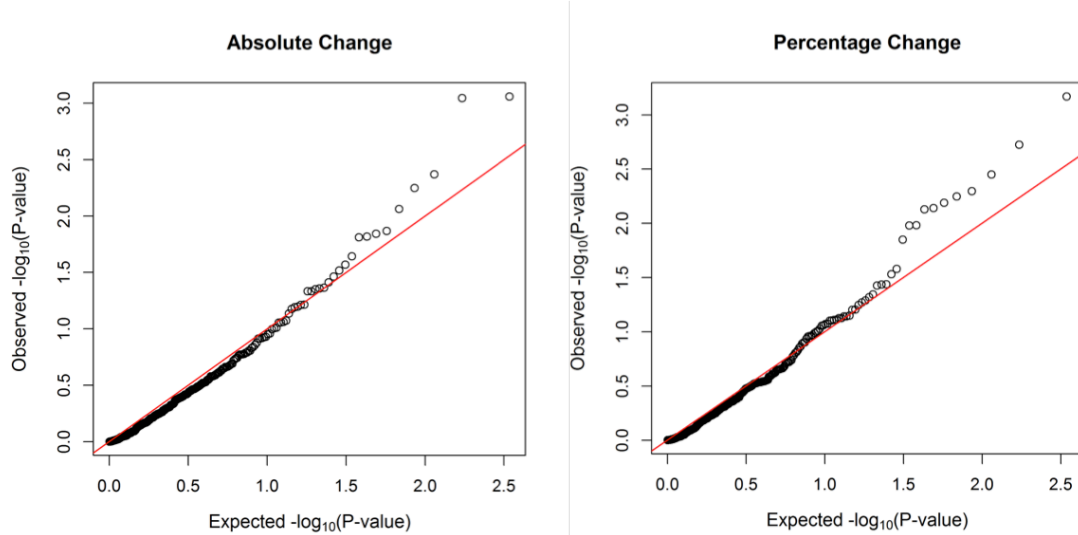 Absolute Change
Observed -log10(P-value)
3.0
2.5
2.0
1.5
1.0
0.5
0.0
0.0 0.5 1.0 1.5 2.0 2.5
Expected -log10(P-value)
Percentage Change
Observed -log10(P-value)
3.0
2.5
2.0
1.5
1.0
0.5
0.0
0.0 0.5 1.0 1.5 2.0 2.5
Expected -log10(P-value)